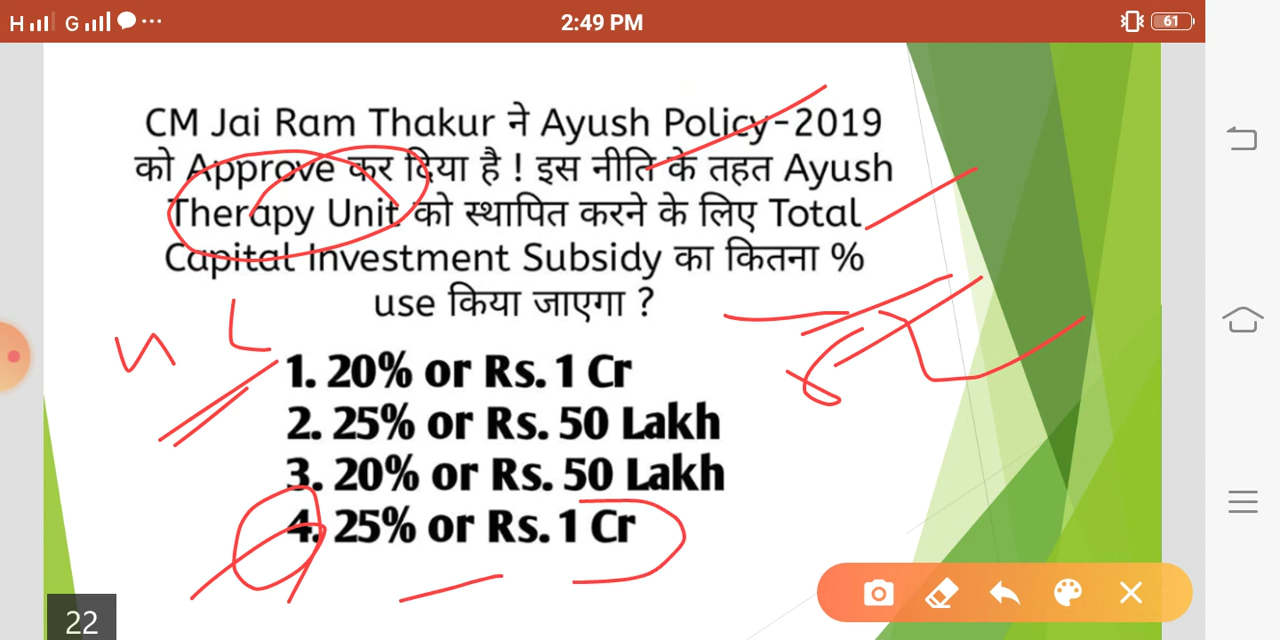 H G 2:49 PM 61
CM Jai Ram Thakur ने Ayush Policy-2019
को Approve कर दिया है ! इस नीति के तहत Ayush
Therapy Unit को स्थापित करने के लिए Total
Capital Investment Subsidy का कितना %
use किया जाएगा ?
1. 20% or Rs. 1 Cr
2. 25% or Rs. 50 Lakh
3. 20% or Rs. 50 Lakh
4. 25% or Rs. 1 Cr
22